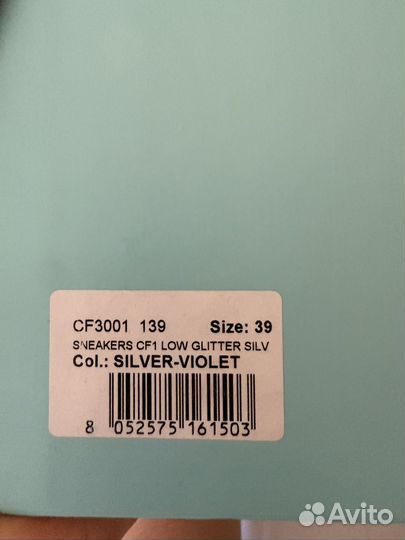 CF3001 139 Size: 39
SNEAKERS CF1 LOW GLITTER SILV
Col.: SILVER-VIOLET
8 052575 161503
Avito